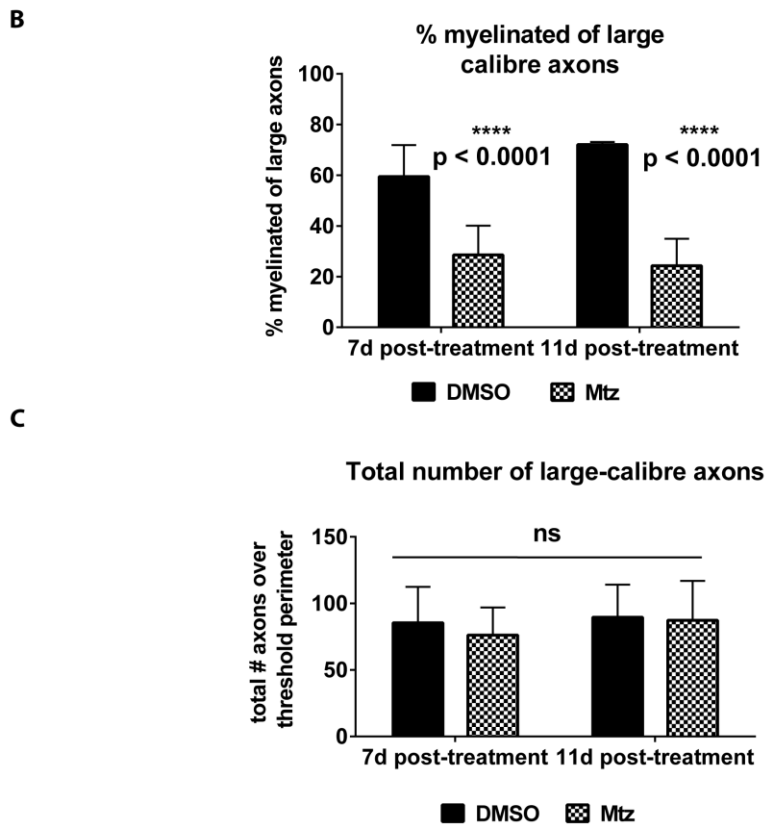 B
% myelinated of large
calibre axons
% myelinated of large axons
100
80
60
40
20
0
****
p < 0.0001
****
p < 0.0001
7d post-treatment 11d post-treatment
DMSO Mtz
C
Total number of large-calibre axons
total # axons over
threshold perimeter
150
100
50
0
ns
7d post-treatment 11d post-treatment
DMSO Mtz